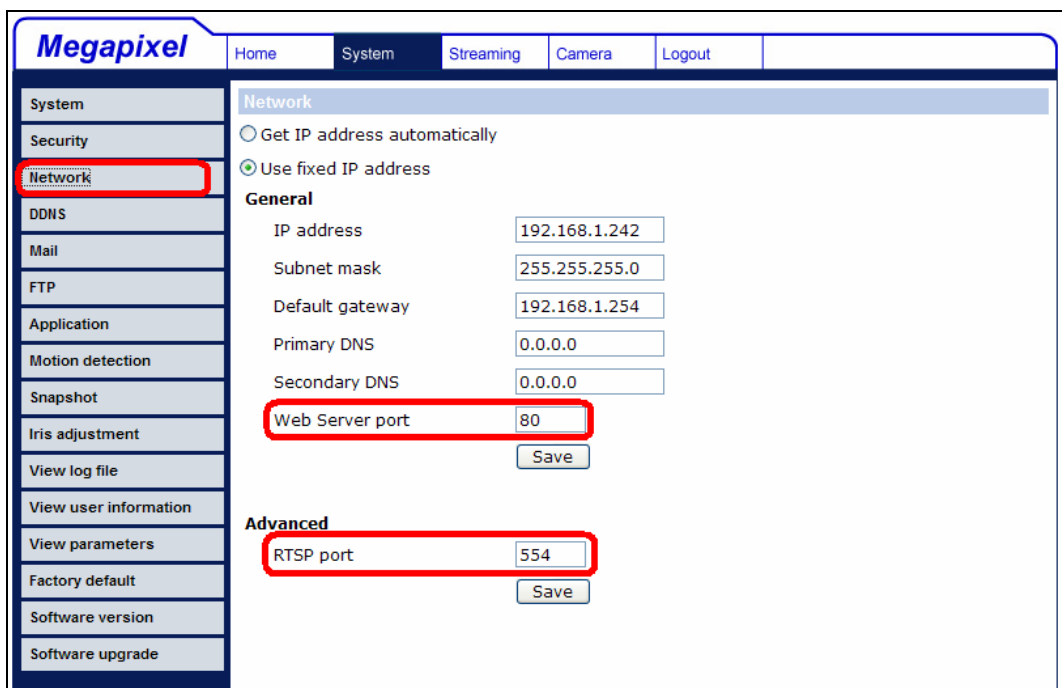 Megapixel
Home System Streaming Camera Logout
System
Security
Network
DDNS
Mail
FTP
Application
Motion detection
Snapshot
Iris adjustment
View log file
View user information
View parameters
Factory default
Software version
Software upgrade
Network
Get IP address automatically
Use fixed IP address
General
IP address 192.168.1.242
Subnet mask 255.255.255.0
Default gateway 192.168.1.254
Primary DNS 0.0.0.0
Secondary DNS 0.0.0.0
Web Server port 80
Save
Advanced
RTSP port 554
Save